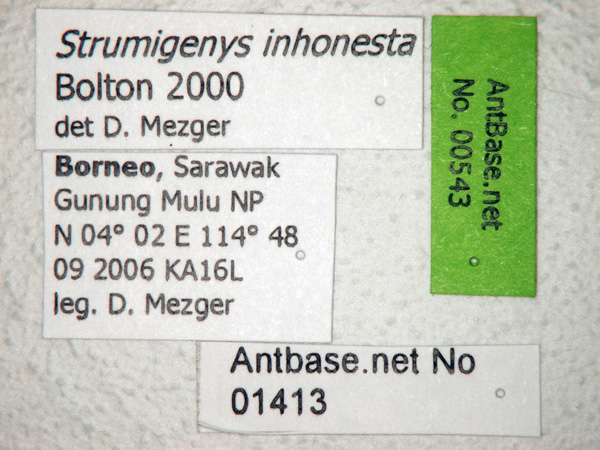 Strumigenys inhonesta
Bolton 2000
det D. Mezger
Borneo, Sarawak
Gunung Mulu NP
N 04° 02 E 114° 48
09 2006 KA16L
leg. D. Mezger
AntBase.net
No. 00543
Antbase.net No
01413